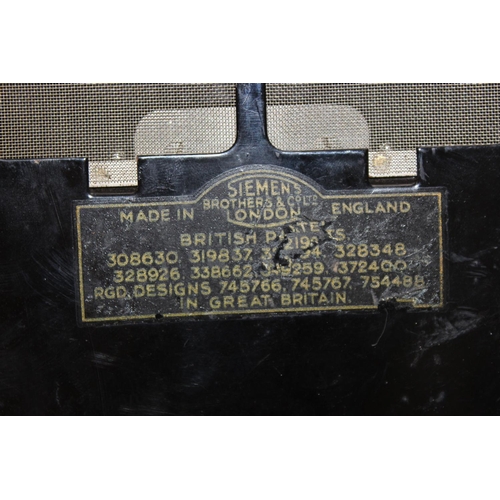 SIEMENS
BROTHERS & CO LTD
MADE IN LONDON ENGLAND
BRITISH
308630, 319837, 328348,
328926, 338662, 372400
RGD. DESIGNS 745766, 745767, 754488
IN GREAT BRITAIN.